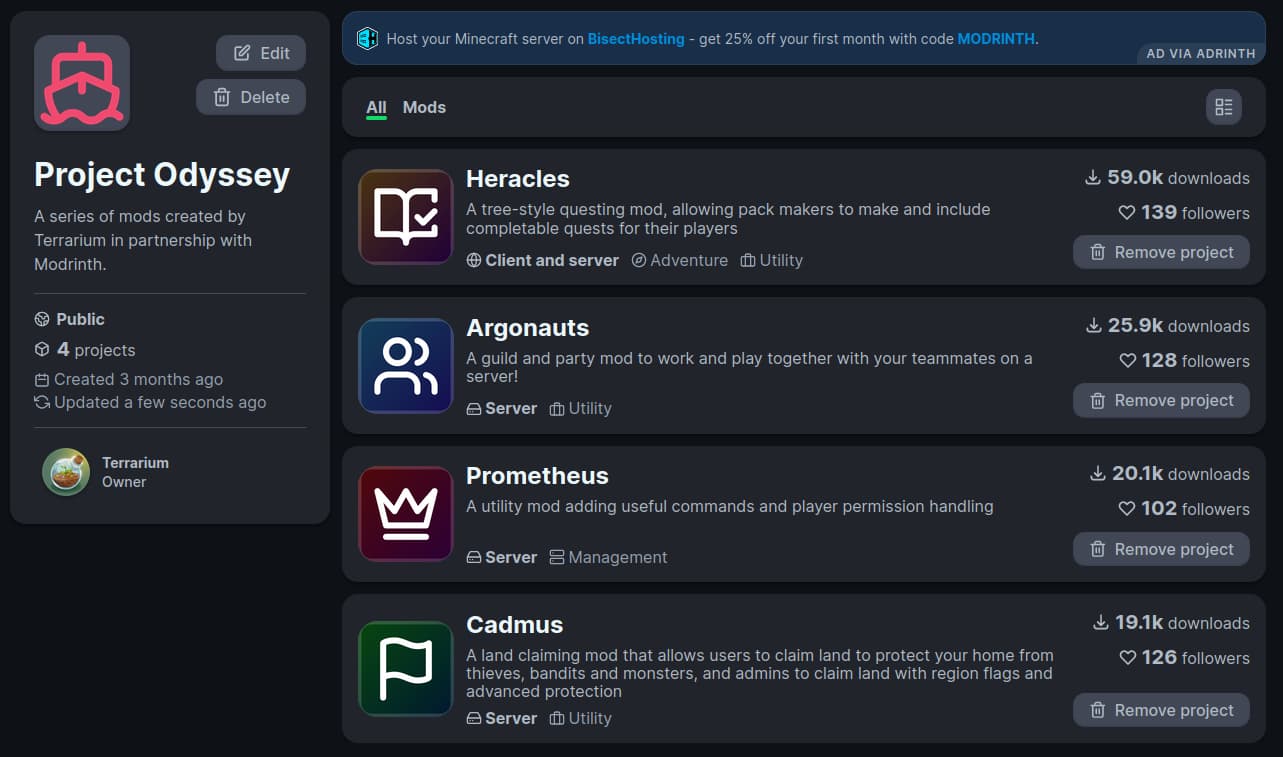 Edit
Delete
Project Odyssey
A series of mods created by
Terrarium in partnership with
Modrinth.
Public
4 projects
Created 3 months ago
Updated a few seconds ago
Terrarium
Owner
Host your Minecraft server on BisectHosting - get 25% off your first month with code MODRINTH.
AD VIA ADRINTH
All Mods
Heracles
A tree-style questing mod, allowing pack makers to make and include
completable quests for their players
Client and server Adventure Utility
59.0k downloads
139 followers
Remove project
Argonauts
A guild and party mod to work and play together with your teammates on a
server!
Server Utility
25.9k downloads
128 followers
Remove project
Prometheus
A utility mod adding useful commands and player permission handling
Server Management
20.1k downloads
102 followers
Remove project
Cadmus
A land claiming mod that allows users to claim land to protect your home from
thieves, bandits and monsters, and admins to claim land with region flags and
advanced protection
Server Utility
19.1k downloads
126 followers
Remove project